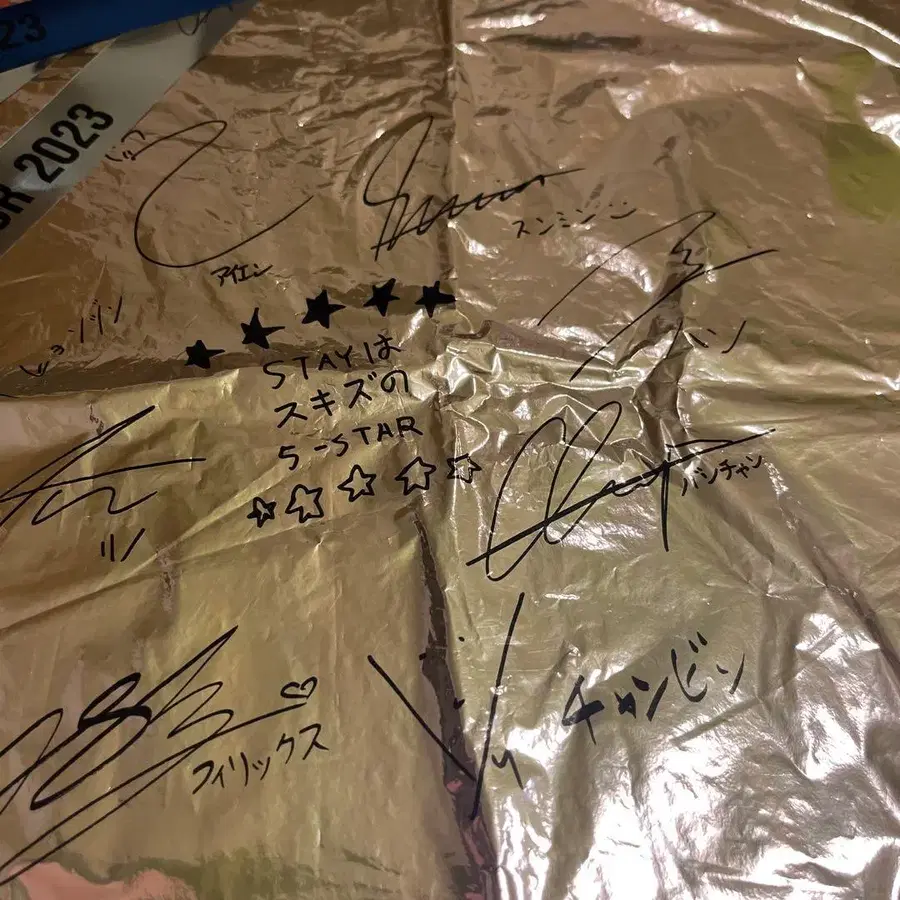 23
R 2023
アイエン
スンミン
ハン
ヒョンジン
STAYは
スキズの
5-STAR
バンチャン
リノ
フィリックス
チャンビン